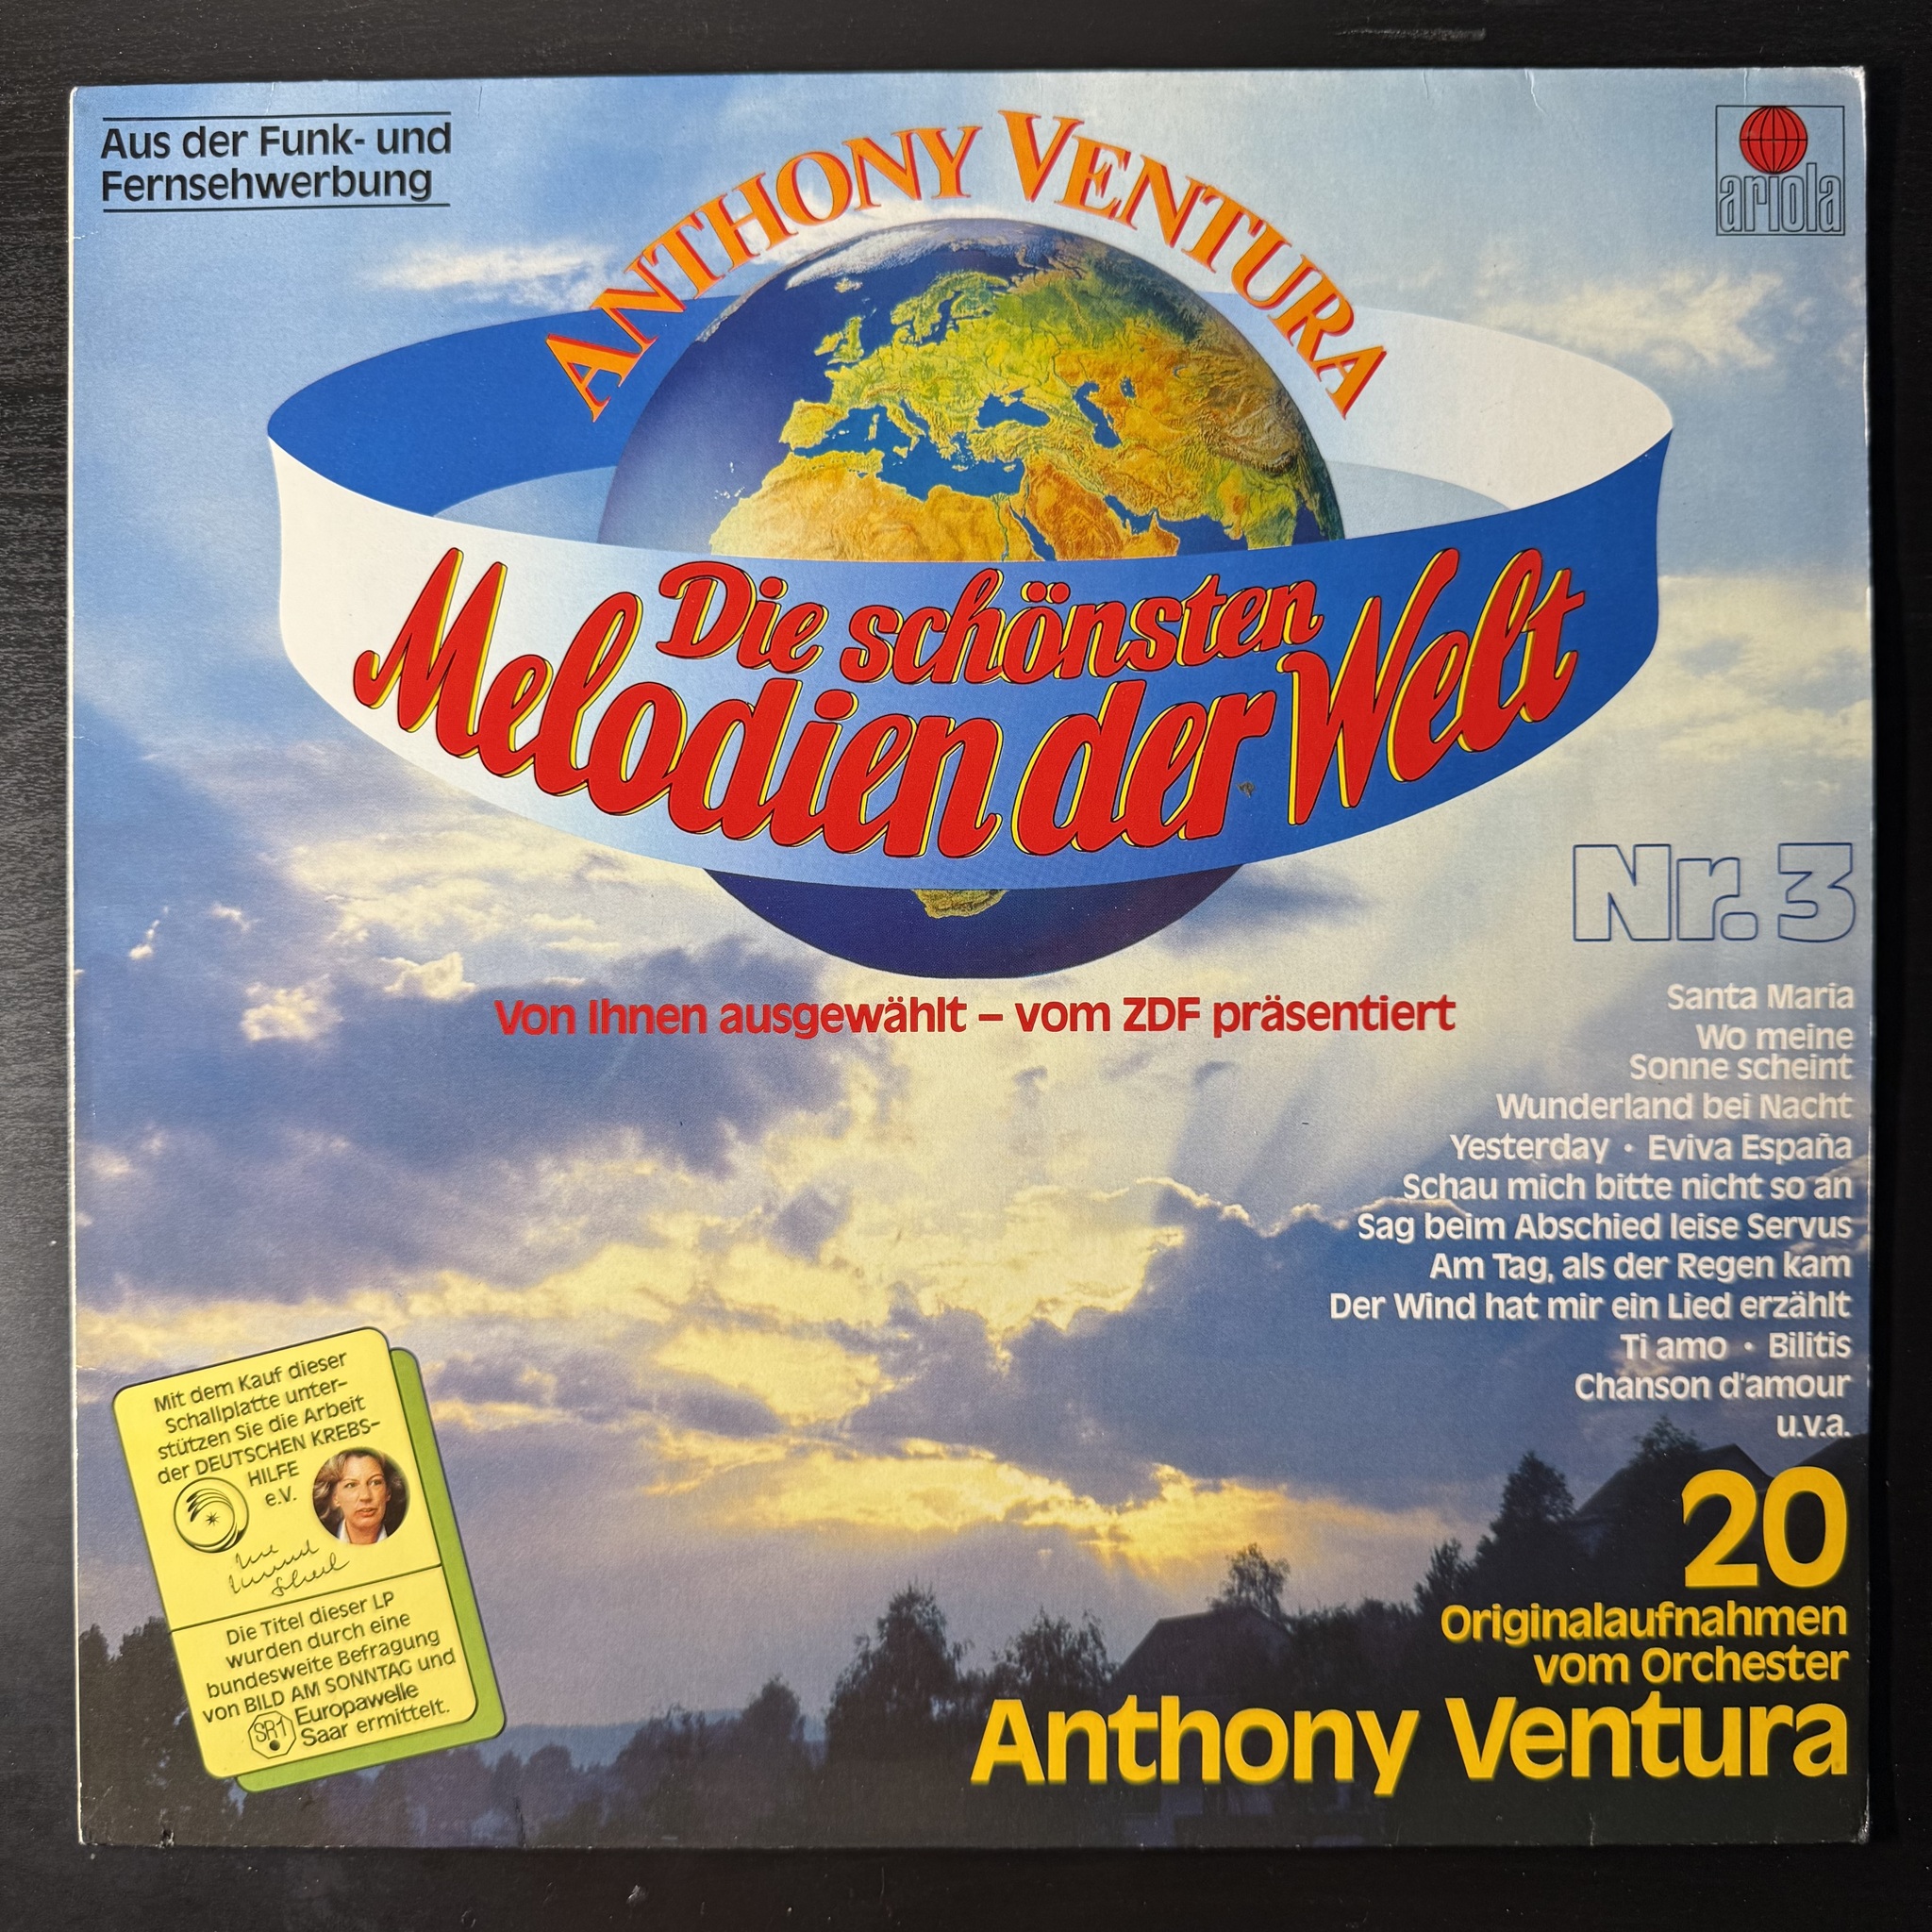 Aus der Funk- und
Fernsehwerbung
ANTHONY VENTURA
ariola
Die schönsten
Melodien der Welt
Nr. 3
Von Ihnen ausgewählt – vom ZDF präsentiert
Santa Maria
Wo meine
Sonne scheint
Wunderland bei Nacht
Yesterday • Eviva España
Schau mich bitte nicht so an
Sag beim Abschied leise Servus
Am Tag, als der Regen kam
Der Wind hat mir ein Lied erzählt
Ti amo • Bilitis
Chanson d'amour
u.v.a.
Mit dem Kauf dieser
Schallplatte unter-
stützen Sie die Arbeit
der DEUTSCHEN KREBS-
HILFE
e.V.
Die Titel dieser LP
wurden durch eine
bundesweite Befragung
von BILD AM SONNTAG und
SR1 Europawelle
Saar ermittelt.
20
Originalaufnahmen
vom Orchester
Anthony Ventura